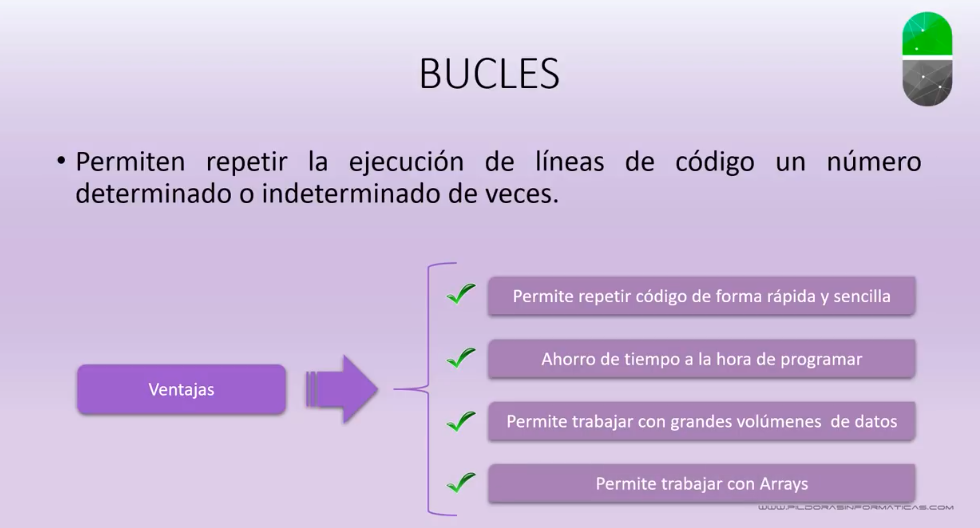 BUCLES
• Permiten repetir la ejecución de líneas de código un número
determinado o indeterminado de veces.
Ventajas
Permite repetir código de forma rápida y sencilla
Ahorro de tiempo a la hora de programar
Permite trabajar con grandes volúmenes de datos
Permite trabajar con Arrays
WWW.PILDORASINFORMATICAS.COM